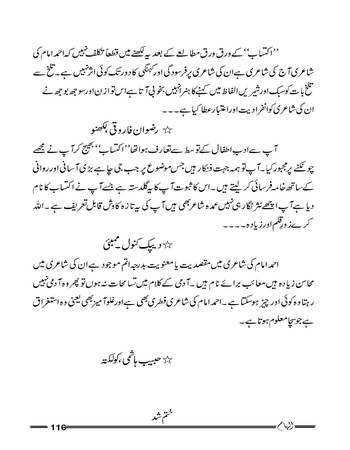 ’’اکتساب‘‘ کے ورق ورق مطالعے کے بعد یہ لکھنے میں قطعاً تکلف نہیں کہ احمد امام کی
شاعری آج کی شاعری ہے ان کی شاعری پر فرسودگی اور کہنگی کا دور تک کوئی اثر نہیں ہے۔ تلخ سے
تلخ بات کو سبک اور شیریں الفاظ میں کہنے کا ہنر انہیں بخوبی آتا ہے اس توازن اور سوجھ بوجھ نے
ان کی شاعری کو انفرادیت اور اعتبار عطا کیا ہے۔۔۔
☆ رضوان فاروقی لکھنو
آپ سے ادب اطفال کے توسط سے تعارف ہوا تھا ’’اکتساب‘‘ بھیج کر آپ نے مجھے
چونکنے پر مجبور کیا۔ آپ تو ہمہ جہت فنکار ہیں جس موضوع پر جب جی چاہے بڑی آسانی اور روانی
کے ساتھ خامہ فرسائی کر لیتے ہیں۔ اس کا ثبوت آپ کا یہ گلدستہ ہے جسے آپ نے اکتساب کا نام
دیا ہے آپ اچھے نثر نگار ہی نہیں عمدہ شاعر بھی ہیں آپ کی یہ تازہ کاوش قابل تعریف ہے۔ اللہ
کرے زور قلم اور زیادہ۔۔۔۔
☆ دیپک کنول ممبئی
احمد امام کی شاعری میں مقصدیت یا معنویت بدرجہ اتم موجود ہے ان کی شاعری میں
محاسن زیادہ ہیں معائب برائے نام ہیں۔ آدمی کے کلام میں تسامحات نہ ہوں تو پھر وہ آدمی نہیں
رہتا وہ کوئی اور چیز ہو سکتا ہے۔ احمد امام کی شاعری فطری بھی ہے اور غلو آمیز بھی یعنی وہ استغراق
ہے جو سچا معلوم ہوتا ہے۔
☆ حبیب ہاشمی، کولکتہ
ختم شد
116